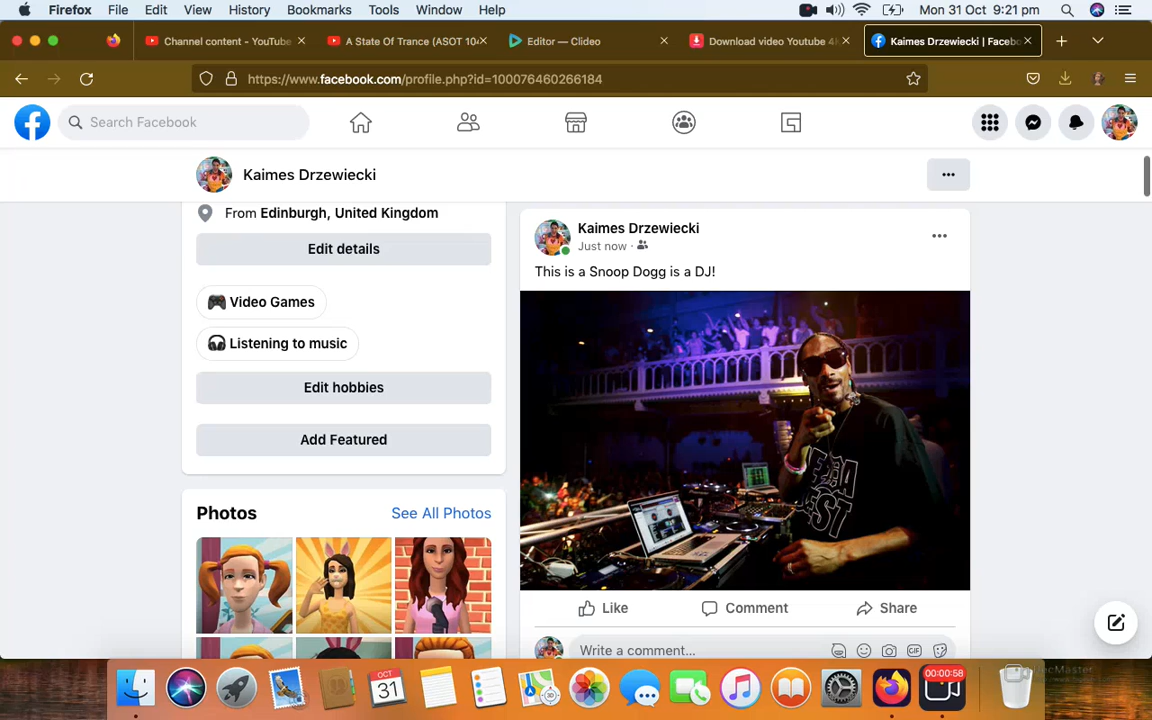 Firefox File Edit View History Bookmarks Tools Window Help Mon 31 Oct 9:21 pm
Channel content - YouTube A State Of Trance (ASOT 104 Editor — Clideo Download video Youtube 4K Kaimes Drzewiecki | Facebo
https://www.facebook.com/profile.php?id=100076460266184
Search Facebook
Kaimes Drzewiecki
From Edinburgh, United Kingdom
Edit details
Video Games
Listening to music
Edit hobbies
Add Featured
Photos See All Photos
Kaimes Drzewiecki
Just now ·
This is a Snoop Dogg is a DJ!
Like Comment Share
Write a comment...
GIF
OCT
31
00:00:58